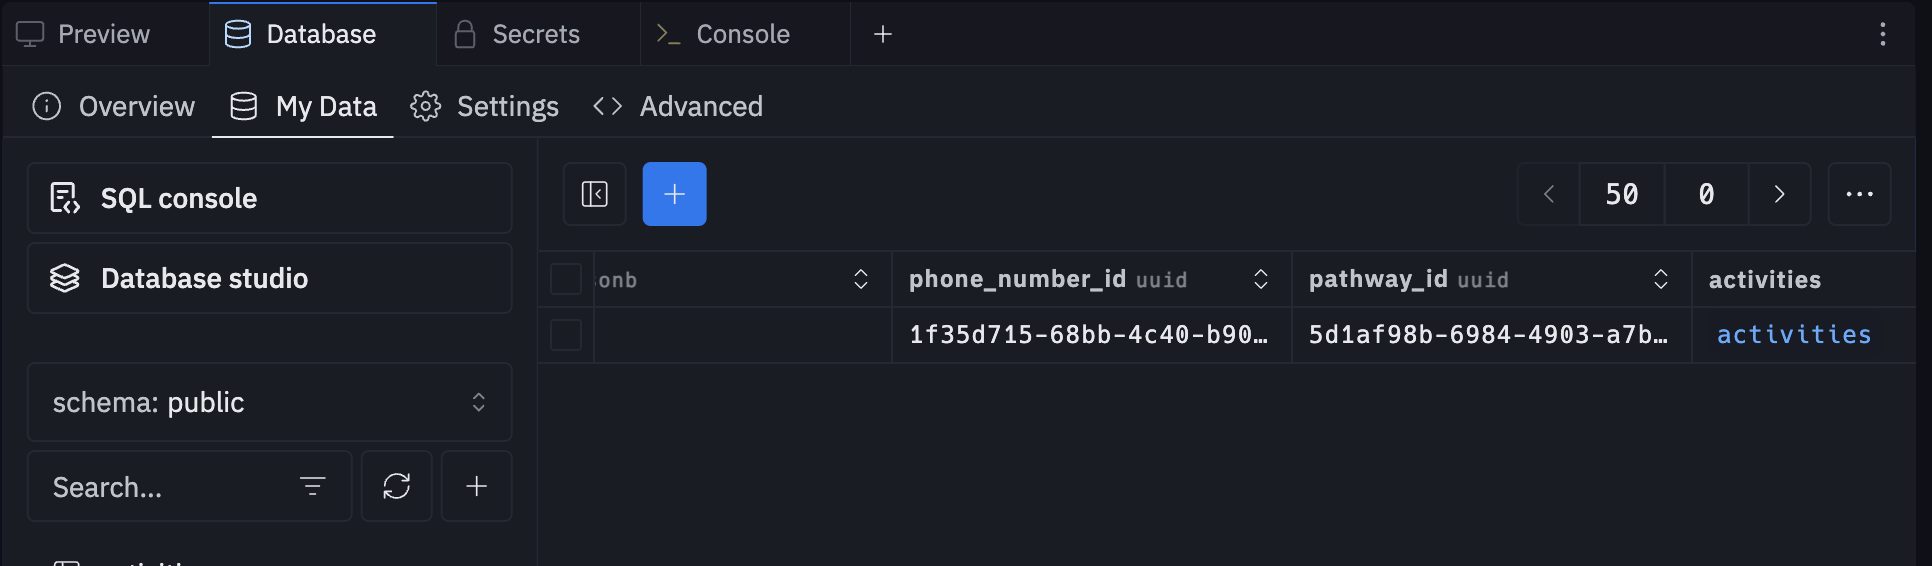 Preview Database Secrets Console
Overview My Data Settings Advanced
SQL console
50 0
Database studio
onb phone_number_id uuid pathway_id uuid activities
1f35d715-68bb-4c40-b90… 5d1af98b-6984-4903-a7b… activities
schema: public
Search...